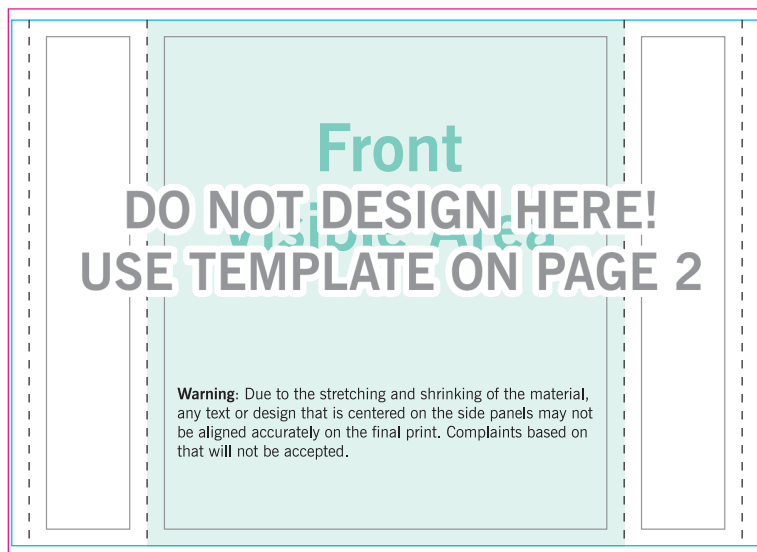 Front
DO NOT DESIGN HERE!
Visible Area
USE TEMPLATE ON PAGE 2
Warning: Due to the stretching and shrinking of the material,
any text or design that is centered on the side panels may not
be aligned accurately on the final print. Complaints based on
that will not be accepted.